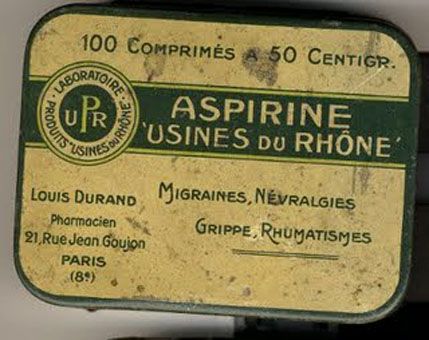 100 COMPRIMÉS A 50 CENTIGR.
LABORATOIRE
PRODUITS "USINES DU RHÔNE"
UPR
ASPIRINE
"USINES DU RHÔNE"
LOUIS DURAND
Pharmacien
21, Rue Jean Goujon
PARIS
(8e)
MIGRAINES, NÉVRALGIES
GRIPPE, RHUMATISMES